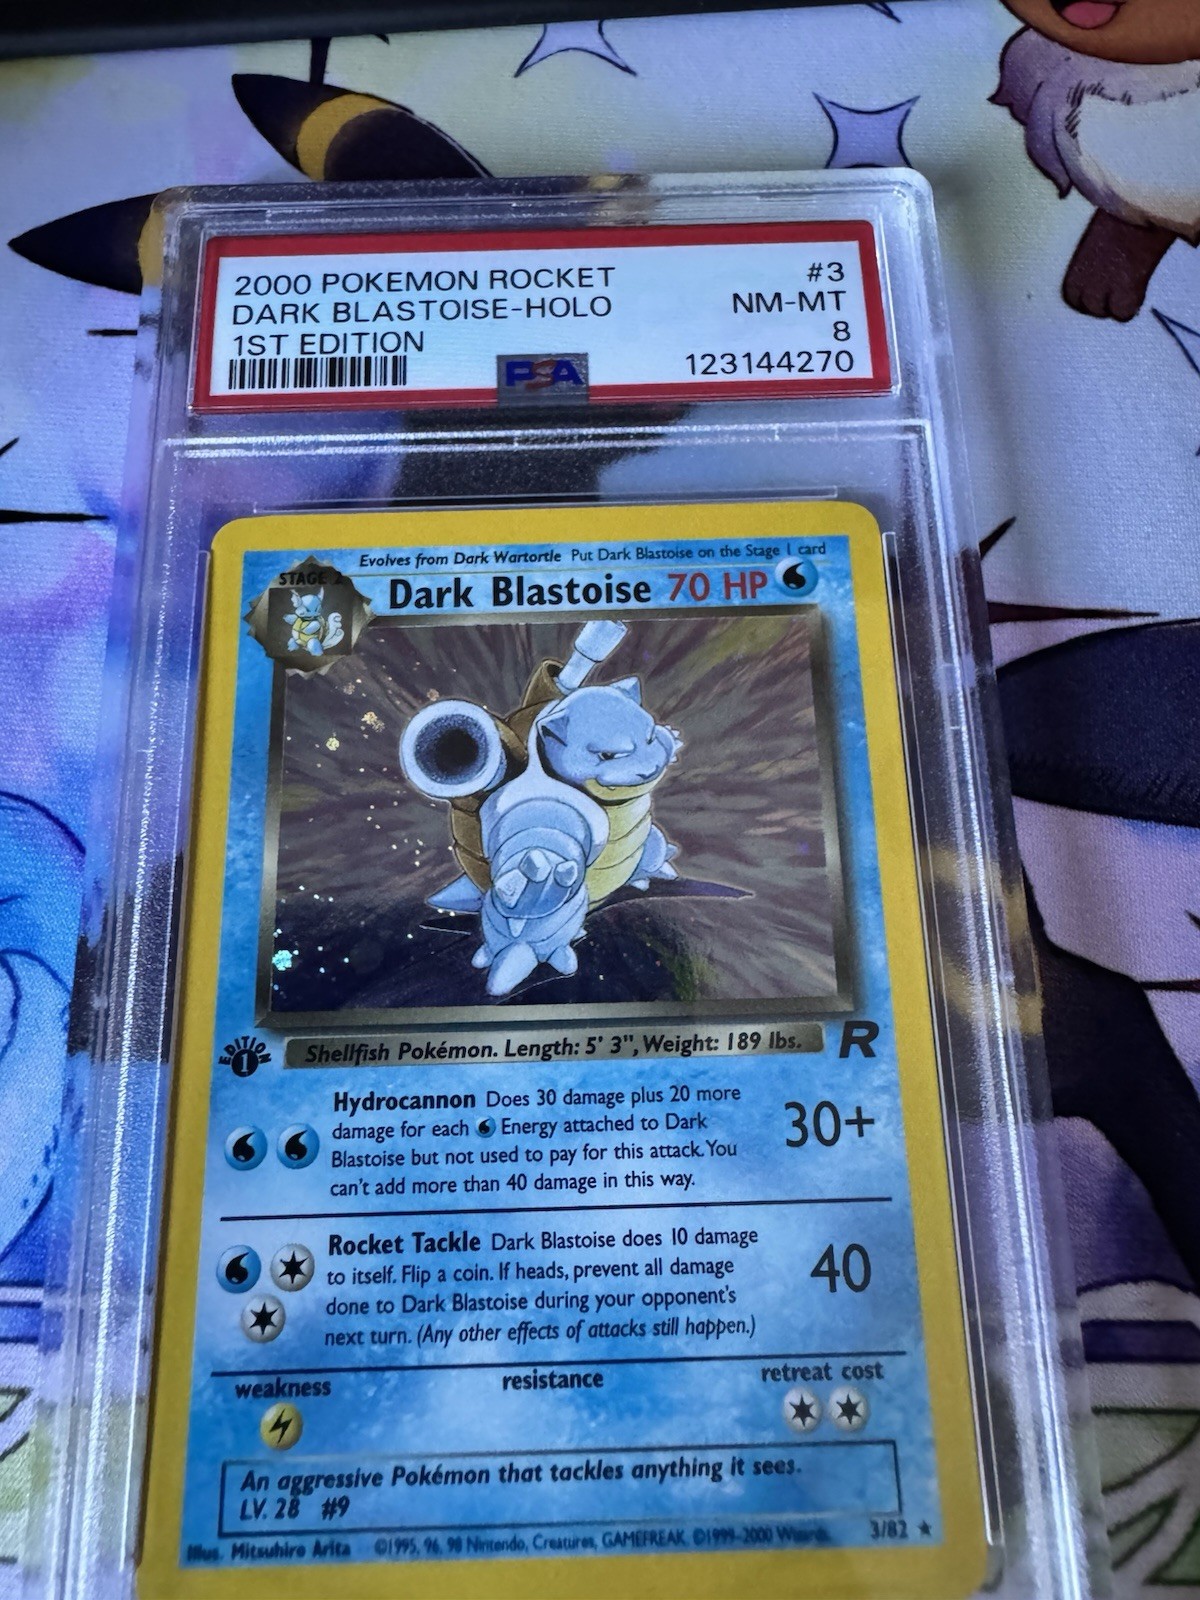 2000 POKEMON ROCKET #3
DARK BLASTOISE-HOLO NM-MT
1ST EDITION 8
PSA 123144270
Evolves from Dark Wartortle Put Dark Blastoise on the Stage 1 card
STAGE 2
Dark Blastoise 70 HP
EDITION 1
Shellfish Pokémon. Length: 5' 3", Weight: 189 lbs.
R
Hydrocannon Does 30 damage plus 20 more
damage for each Energy attached to Dark
Blastoise but not used to pay for this attack. You
can't add more than 40 damage in this way.
30+
Rocket Tackle Dark Blastoise does 10 damage
to itself. Flip a coin. If heads, prevent all damage
done to Dark Blastoise during your opponent's
next turn. (Any other effects of attacks still happen.)
40
weakness resistance retreat cost
An aggressive Pokémon that tackles anything it sees.
LV. 28 #9
Illus. Mitsuhiro Arita ©1995, 96, 98 Nintendo, Creatures, GAMEFREAK. ©1999-2000 Wizards. 3/82 ★